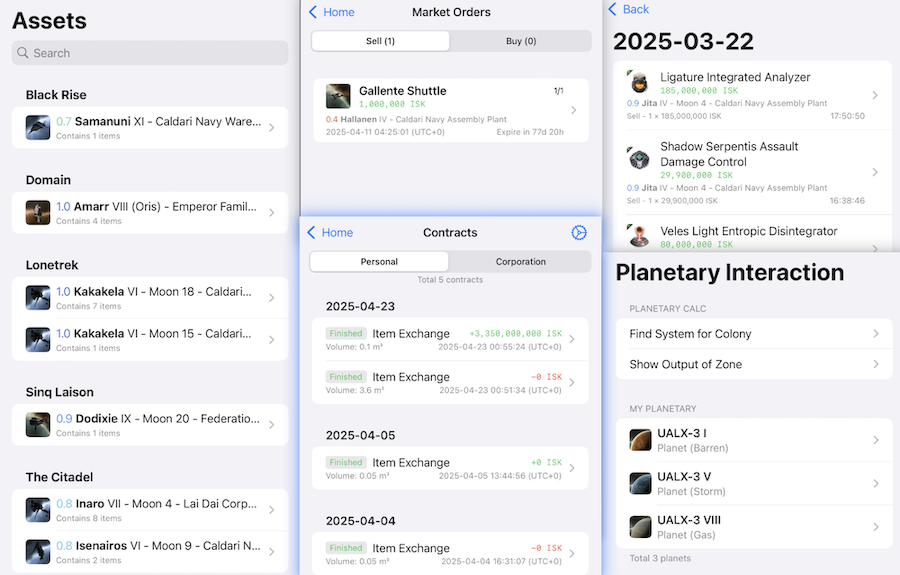 Assets
Search
Black Rise
0.7 Samanuni XI - Caldari Navy Ware...
Contains 1 items
Domain
1.0 Amarr VIII (Oris) - Emperor Famil...
Contains 4 items
Lonetrek
1.0 Kakakela VI - Moon 18 - Caldari...
Contains 7 items
1.0 Kakakela VI - Moon 15 - Caldari...
Contains 1 items
Sinq Laison
0.9 Dodixie IX - Moon 20 - Federatio...
Contains 1 items
The Citadel
0.8 Inaro VII - Moon 4 - Lai Dai Corp...
Contains 8 items
0.8 Isenairos VI - Moon 9 - Caldari N...
Contains 2 items
Home
Market Orders
Sell (1)
Buy (0)
Gallente Shuttle
1/1
1,000,000 ISK
0.4 Hallanen IV - Caldari Navy Assembly Plant
2025-04-11 04:25:01 (UTC+0)
Expire in 77d 20h
Home
Contracts
Personal
Corporation
Total 5 contracts
2025-04-23
Finished Item Exchange +3,350,000,000 ISK
Volume: 0.1 m³ 2025-04-23 00:55:24 (UTC+0)
Finished Item Exchange -0 ISK
Volume: 3.6 m³ 2025-04-23 00:51:34 (UTC+0)
2025-04-05
Finished Item Exchange +0 ISK
Volume: 0.05 m³ 2025-04-05 13:44:56 (UTC+0)
2025-04-04
Finished Item Exchange -0 ISK
Volume: 0.05 m³ 2025-04-04 16:31:07 (UTC+0)
Back
2025-03-22
Ligature Integrated Analyzer
185,000,000 ISK
0.9 Jita IV - Moon 4 - Caldari Navy Assembly Plant
Sell - 1 × 185,000,000 ISK 17:50:50
Shadow Serpentis Assault
Damage Control
29,900,000 ISK
0.9 Jita IV - Moon 4 - Caldari Navy Assembly Plant
Sell - 1 × 29,900,000 ISK 16:38:46
Veles Light Entropic Disintegrator
80,000,000 ISK
Planetary Interaction
PLANETARY CALC
Find System for Colony
Show Output of Zone
MY PLANETARY
UALX-3 I
Planet (Barren)
UALX-3 V
Planet (Storm)
UALX-3 VIII
Planet (Gas)
Total 3 planets